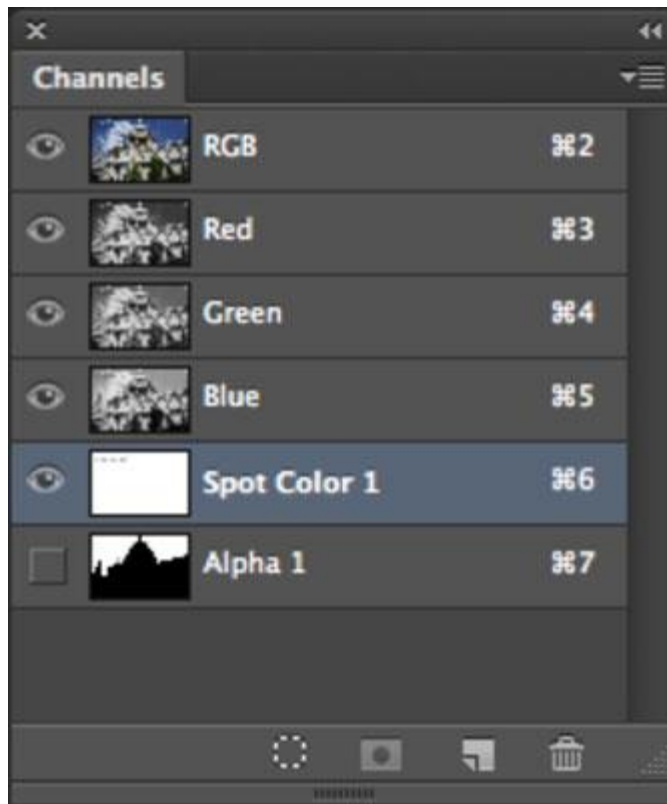 Channels
RGB ⌘2
Red ⌘3
Green ⌘4
Blue ⌘5
Spot Color 1 ⌘6
Alpha 1 ⌘7